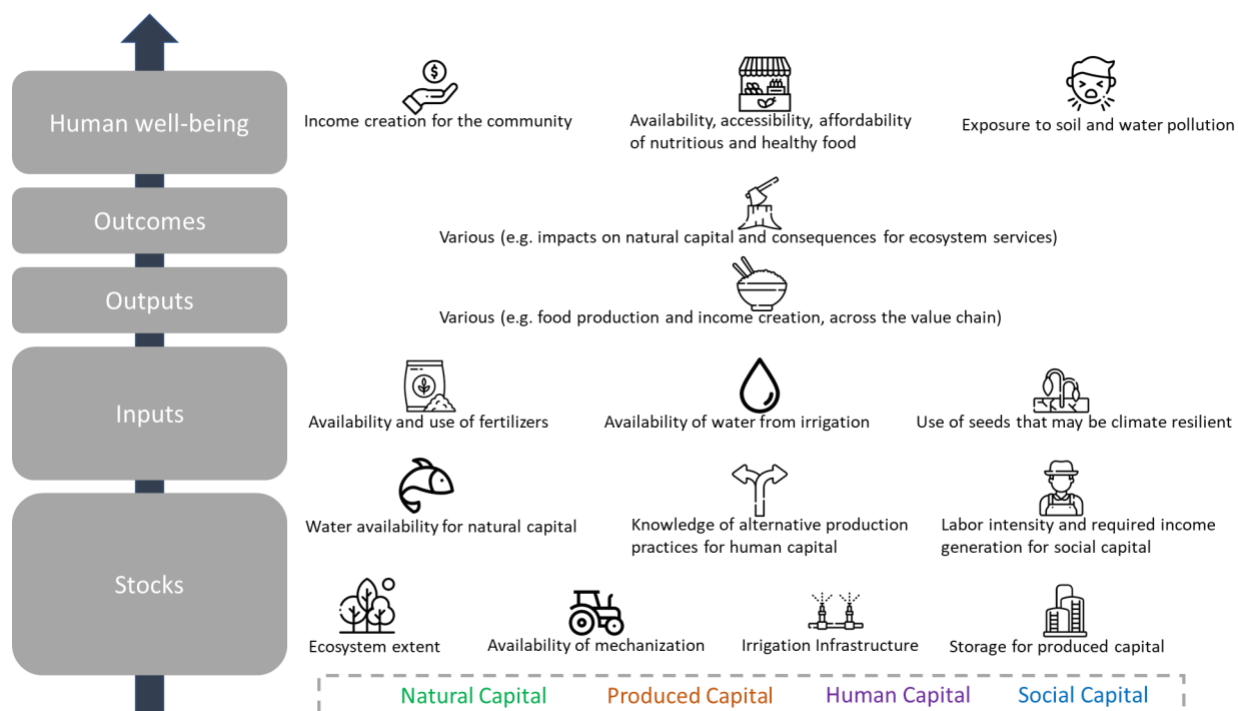 Human well-being
Income creation for the community
Availability, accessibility, affordability
of nutritious and healthy food
Exposure to soil and water pollution
Outcomes
Various (e.g. impacts on natural capital and consequences for ecosystem services)
Outputs
Various (e.g. food production and income creation, across the value chain)
Inputs
Availability and use of fertilizers
Availability of water from irrigation
Use of seeds that may be climate resilient
Stocks
Water availability for natural capital
Knowledge of alternative production
practices for human capital
Labor intensity and required income
generation for social capital
Ecosystem extent
Availability of mechanization
Irrigation Infrastructure
Storage for produced capital
Natural Capital
Produced Capital
Human Capital
Social Capital